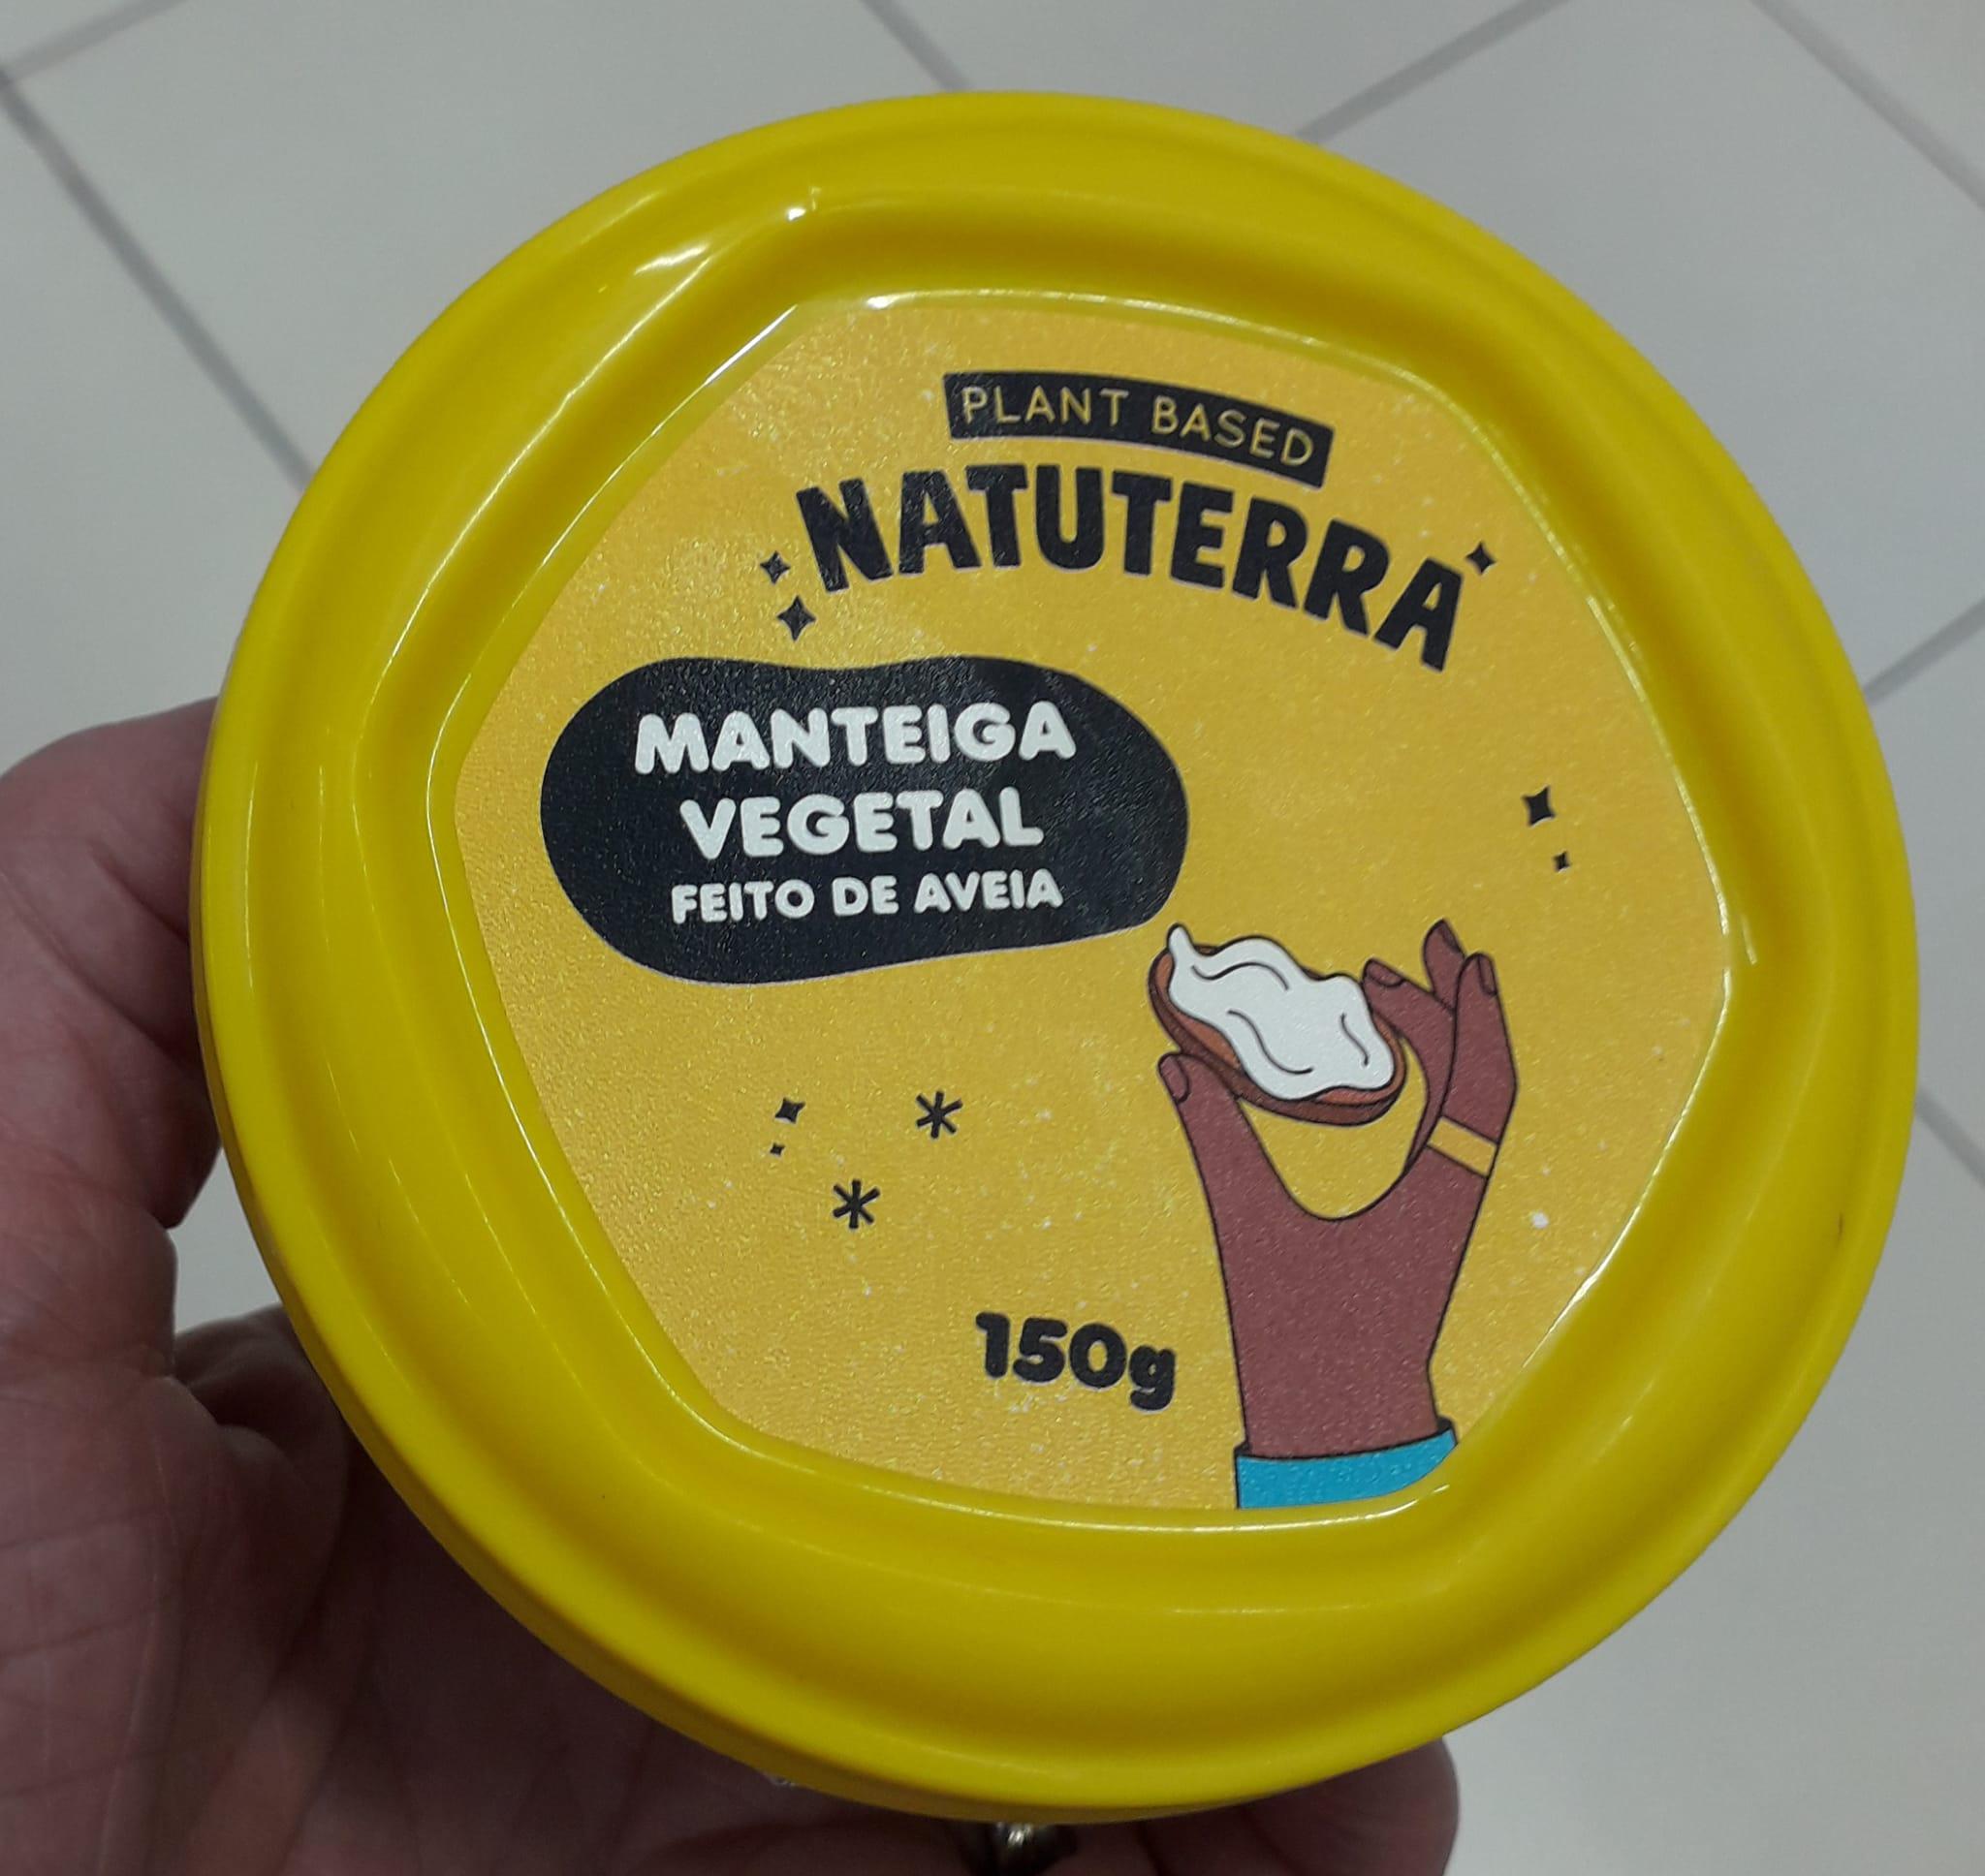 PLANT BASED
NATUTERRA
MANTEIGA
VEGETAL
FEITO DE AVEIA
150g